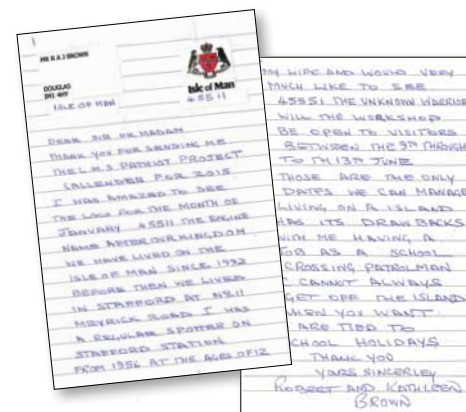 MR R A J BROWN
DOUGLAS
ISLE OF MAN
Isle of Man
45511
DEAR SIR OR MADAM
THANK YOU FOR SENDING ME
THE L.M.S PATRIOT PROJECT
CALLENDER FOR 2015
I WAS AMAZED TO SEE
THE LOCO FOR THE MONTH OF
JANUARY 45511 THE ENGINE
NAME AFTER OUR KINGDOM
WE HAVE LIVED ON THE
ISLE OF MAN SINCE 1992
BEFORE THEN WE LIVED
IN STAFFORD AT NO.11
MEYRICK ROAD I WAS
A REGULAR SPOTTER ON
STAFFORD STATION
FROM 1956 AT THE AGES OF 12
MY WIFE AND WOULD VERY
MUCH LIKE TO SEE
45551 THE UNKNOWN WARRIOR
WILL THE WORKSHOP
BE OPEN TO VISITORS
BETWEEN THE 9TH THROUGH
TO TH 13TH JUNE
THOSE ARE THE ONLY
DATES WE CAN MANAGE
LIVING ON A ISLAND
HAS ITS DRAWBACKS
WITH ME HAVING A
JOB AS A SCHOOL
CROSSING PATROLMAN
I CANNOT ALWAYS
GET OFF THE ISLAND
WHEN YOU WANT
ARE TIED TO
SCHOOL HOLIDAYS
THANK YOU
YOURS SINCERLEY
ROBERT AND KATHLEEN
BROWN